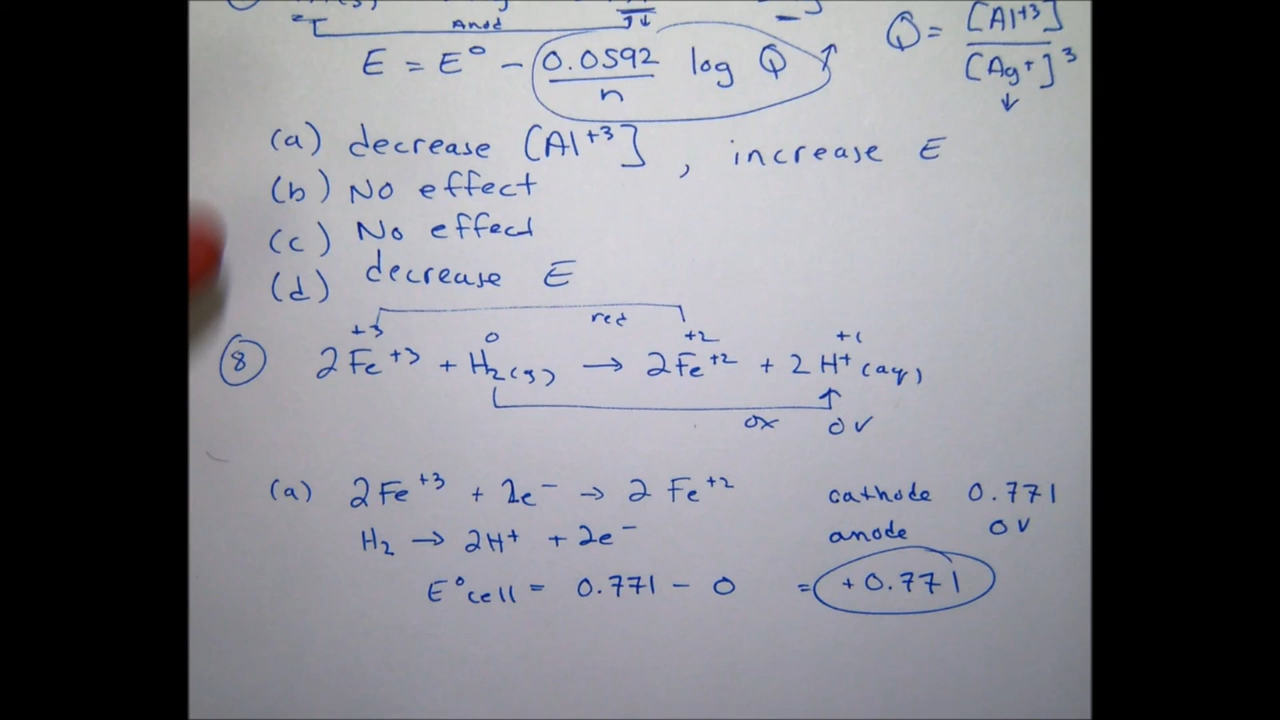 Anod
E = E° - 0.0592/n log Q ↑
Q = [Al+3]/[Ag+]3 ↓
(a) decrease [Al+3], increase E
(b) No effect
(c) No effect
(d) decrease E
red
+3 0 +2 +1
(8) 2Fe+3 + H2(g) → 2Fe+2 + 2H+(aq)
ox 0 V
(a) 2Fe+3 + 2e- → 2Fe+2 cathode 0.771
H2 → 2H+ + 2e- anode 0V
E°cell = 0.771 - 0 = +0.771